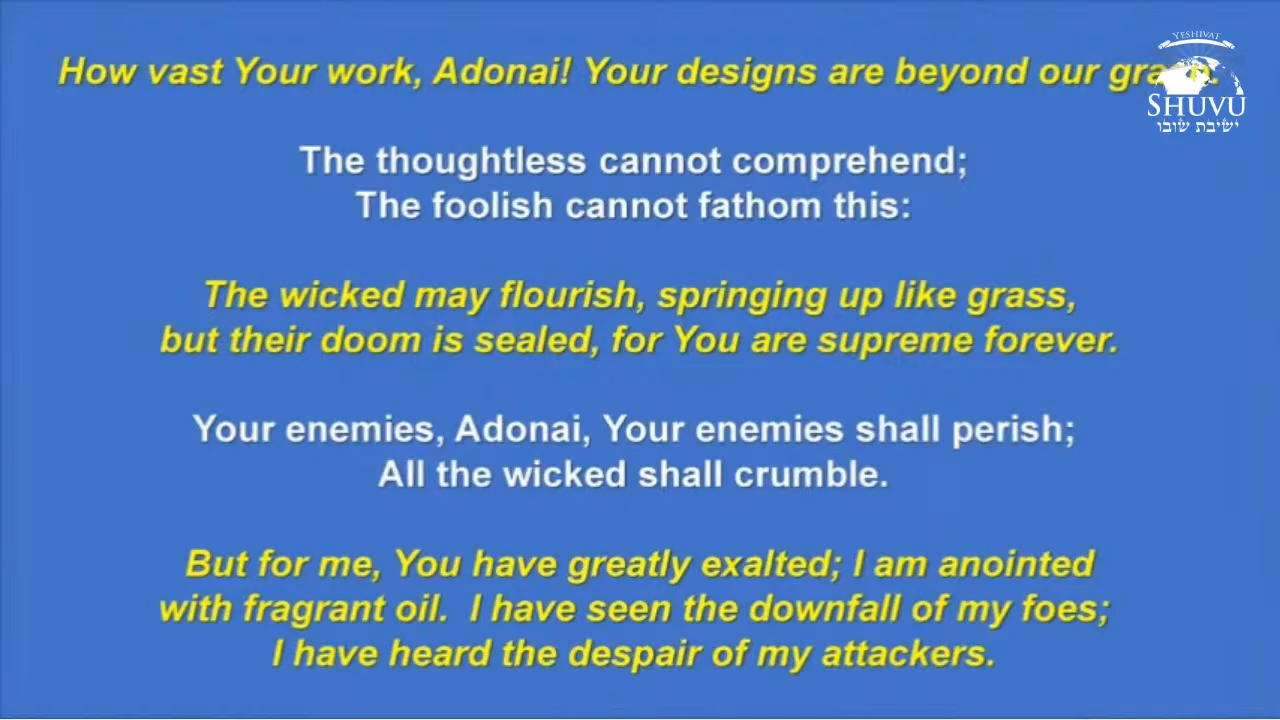 How vast Your work, Adonai! Your designs are beyond our
YESHIVAT
SHUVU
ישיבת שובו
The thoughtless cannot comprehend;
The foolish cannot fathom this:
The wicked may flourish, springing up like grass,
but their doom is sealed, for You are supreme forever.
Your enemies, Adonai, Your enemies shall perish;
All the wicked shall crumble.
But for me, You have greatly exalted; I am anointed
with fragrant oil.  I have seen the downfall of my foes;
I have heard the despair of my attackers.